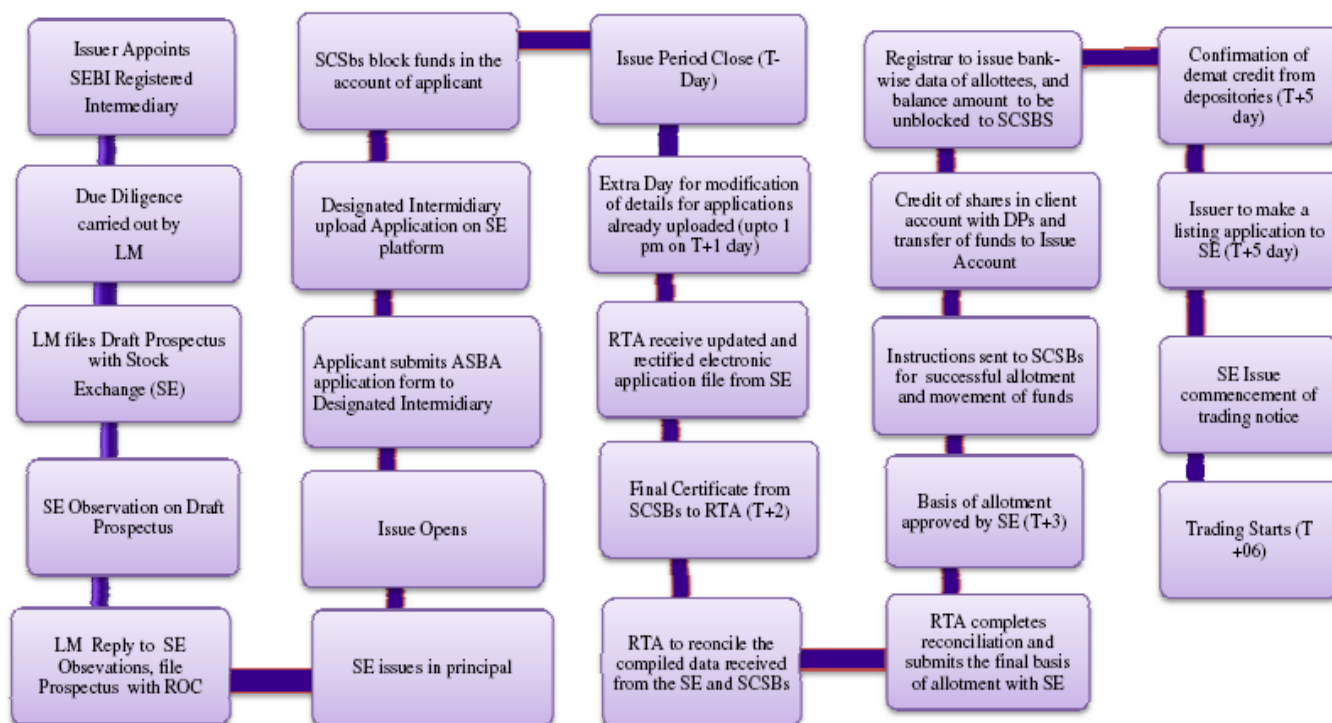 Issuer Appoints
SEBI Registered
Intermediary
Due Diligence
carried out by
LM
LM files Draft Prospectus
with Stock
Exchange (SE)
SE Observation on Draft
Prospectus
LM Reply to SE
Obsevations, file
Prospectus with ROC
SE issues in principal
Issue Opens
Applicant submits ASBA
application form to
Designated Intermidiary
Designated Intermidiary
upload Application on SE
platform
SCSbs block funds in the
account of applicant
Issue Period Close (T-
Day)
Extra Day for modification
of details for applications
already uploaded (upto 1
pm on T+1 day)
RTA receive updated and
rectified electronic
application file from SE
Final Certificate from
SCSBs to RTA (T+2)
RTA to reconcile the
compiled data received
from the SE and SCSBs
RTA completes
reconciliation and
submits the final basis
of allotment with SE
Basis of allotment
approved by SE (T+3)
Instructions sent to SCSBs
for successful allotment
and movement of funds
Credit of shares in client
account with DPs and
transfer of funds to Issue
Account
Registrar to issue bank-
wise data of allottees, and
balance amount to be
unblocked to SCSBS
Confirmation of
demat credit from
depositories (T+5
day)
Issuer to make a
listing application to
SE (T+5 day)
SE Issue
commencement of
trading notice
Trading Starts (T
+06)